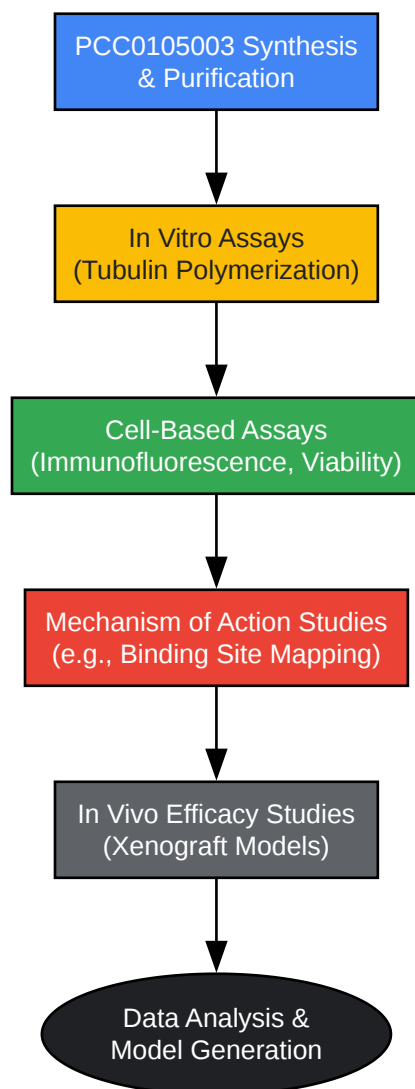 PCC0105003 Synthesis
& Purification
In Vitro Assays
(Tubulin Polymerization)
Cell-Based Assays
(Immunofluorescence, Viability)
Mechanism of Action Studies
(e.g., Binding Site Mapping)
In Vivo Efficacy Studies
(Xenograft Models)
Data Analysis &
Model Generation